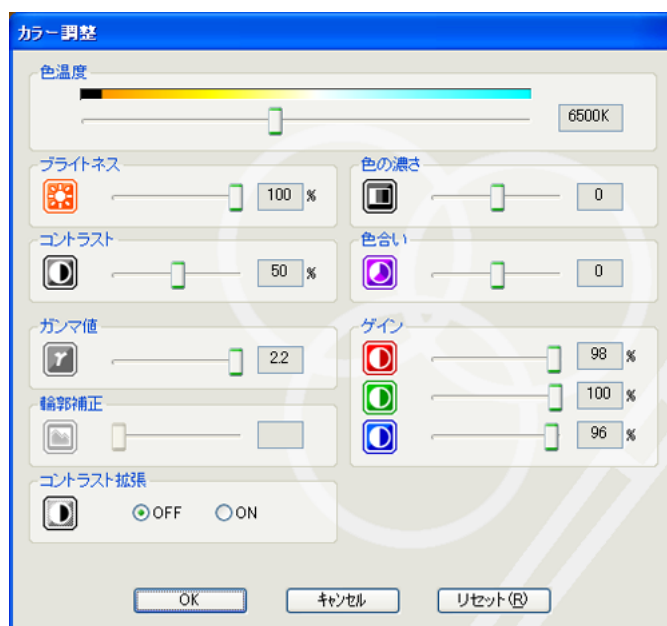 カラー調整
色温度
6500K
ブライトネス
100 %
色の濃さ
0
コントラスト
50 %
色合い
0
ガンマ値
γ
2.2
ゲイン
98 %
100 %
96 %
輪郭補正
コントラスト拡張
OFF ON
OK キャンセル リセット(R)